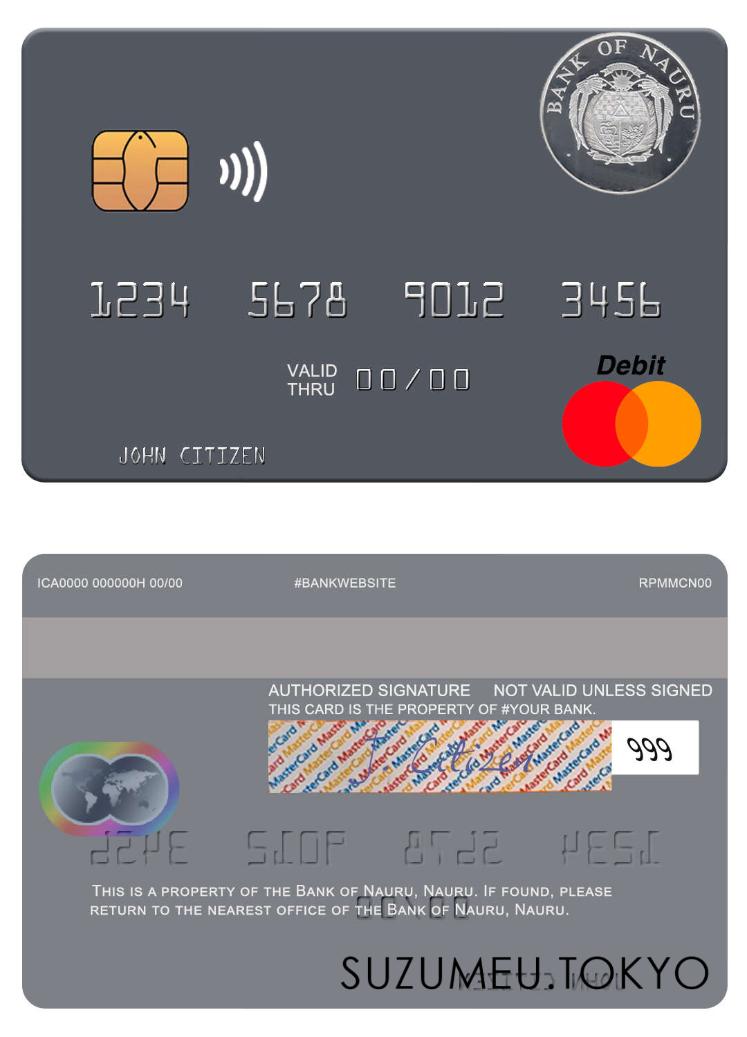 BANK OF NAURU
1234 5678 9012 3456
VALID THRU 00/00
Debit
JOHN CITIZEN
ICA0000 000000H 00/00 #BANKWEBSITE RPMMCN00
AUTHORIZED SIGNATURE NOT VALID UNLESS SIGNED
THIS CARD IS THE PROPERTY OF #YOUR BANK.
MasterCard
J Citizen
999
THIS IS A PROPERTY OF THE BANK OF NAURU, NAURU. IF FOUND, PLEASE
RETURN TO THE NEAREST OFFICE OF THE BANK OF NAURU, NAURU.
SUZUMEU.TOKYO